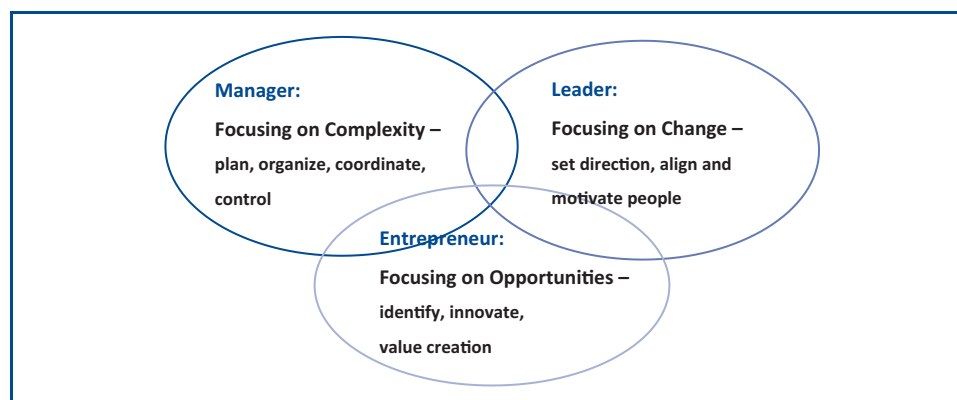 Manager:
Focusing on Complexity –
plan, organize, coordinate,
control
Leader:
Focusing on Change –
set direction, align and
motivate people
Entrepreneur:
Focusing on Opportunities –
identify, innovate,
value creation